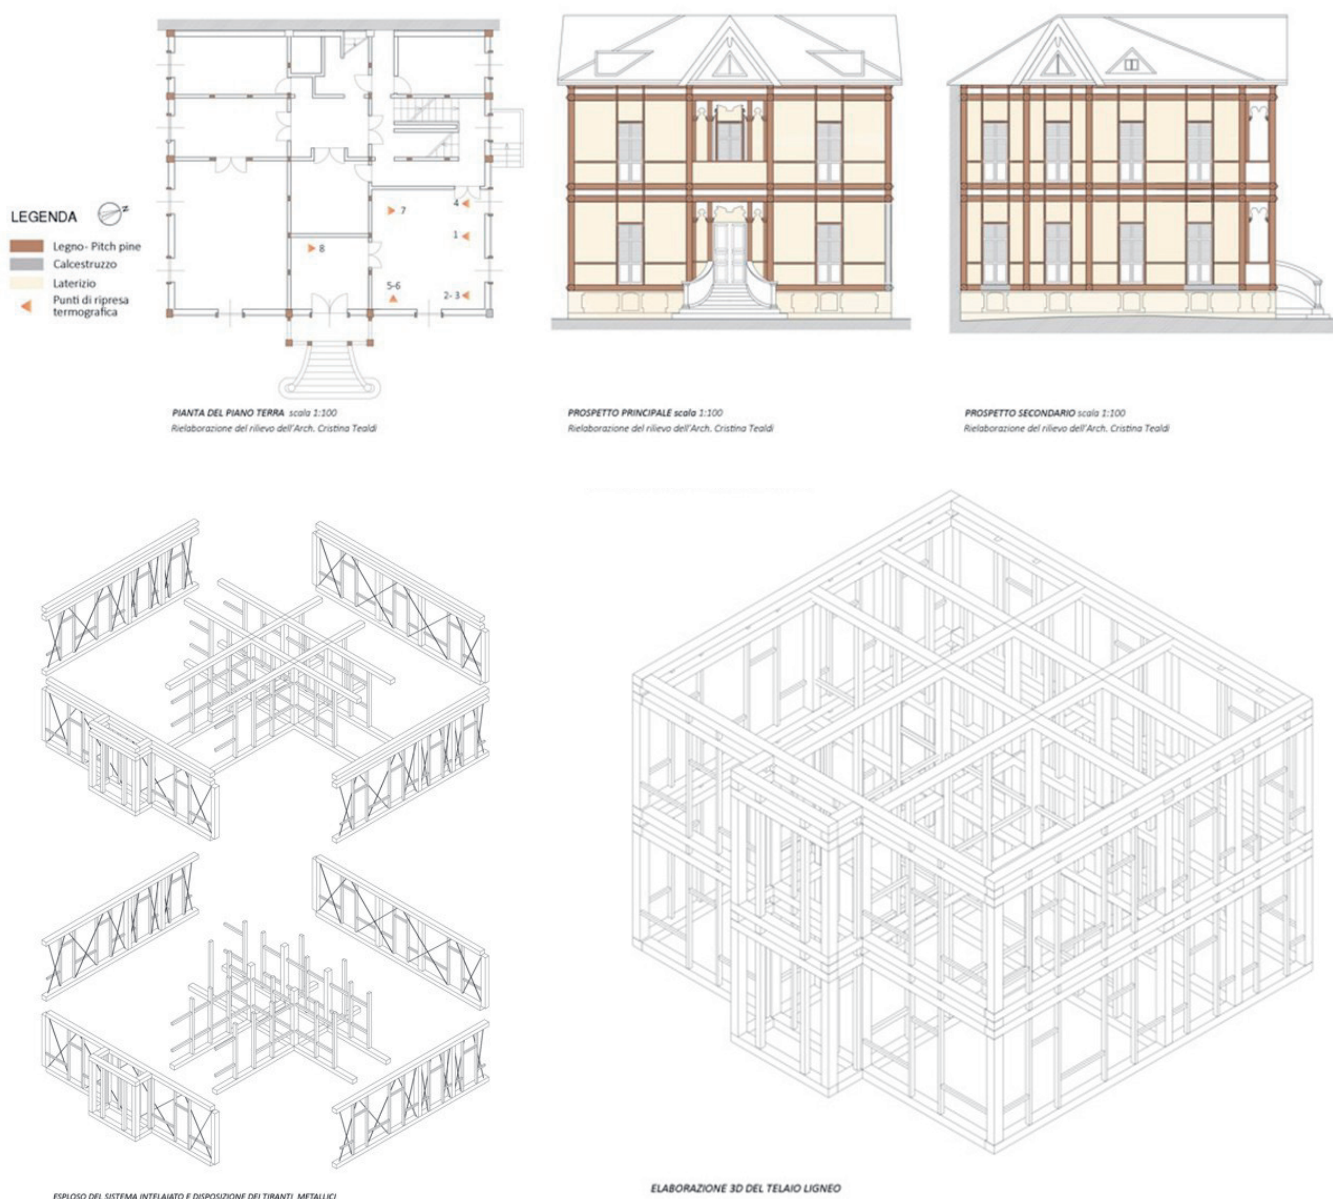 7
4
1
8
5-6
2- 3
LEGENDA
N
Legno- Pitch pine
Calcestruzzo
Laterizio
Punti di ripresa
termografica
PIANTA DEL PIANO TERRA scala 1:100
Rielaborazione del rilievo dell'Arch. Cristina Tealdi
PROSPETTO PRINCIPALE scala 1:100
Rielaborazione del rilievo dell'Arch. Cristina Tealdi
PROSPETTO SECONDARIO scala 1:100
Rielaborazione del rilievo dell'Arch. Cristina Tealdi
ESPLOSO DEL SISTEMA INTELAIATO E DISPOSIZIONE DEI TIRANTI METALLICI
ELABORAZIONE 3D DEL TELAIO LIGNEO